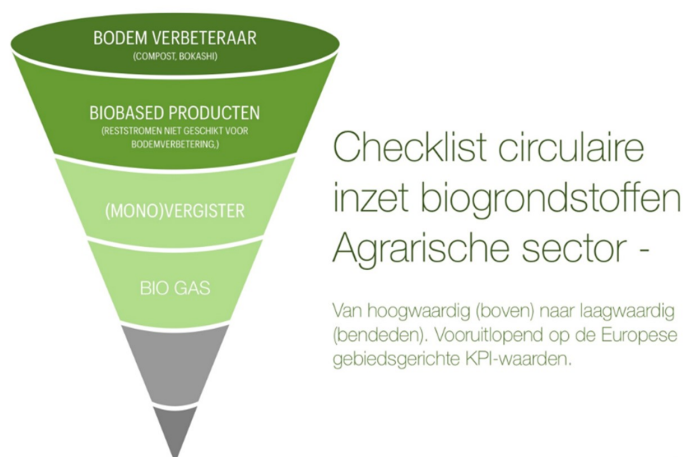 BODEM VERBETERAAR
(COMPOST, BOKASHI)
BIOBASED PRODUCTEN
(RESTSTROMEN NIET GESCHIKT VOOR
BODEMVERBETERING,)
(MONO)VERGISTER
BIO GAS
Checklist circulaire
inzet biogrondstoffen
Agrarische sector -
Van hoogwaardig (boven) naar laagwaardig
(bendeden). Vooruitlopend op de Europese
gebiedsgerichte KPI-waarden.